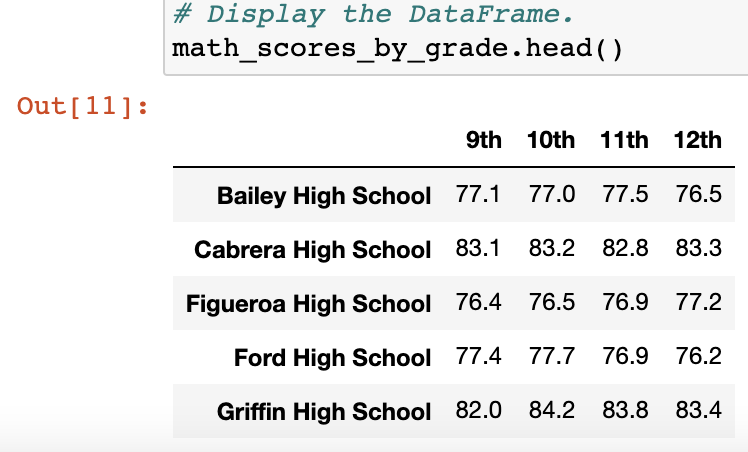 # Display the DataFrame.
math_scores_by_grade.head()
Out[11]:
9th 10th 11th 12th
Bailey High School 77.1 77.0 77.5 76.5
Cabrera High School 83.1 83.2 82.8 83.3
Figueroa High School 76.4 76.5 76.9 77.2
Ford High School 77.4 77.7 76.9 76.2
Griffin High School 82.0 84.2 83.8 83.4